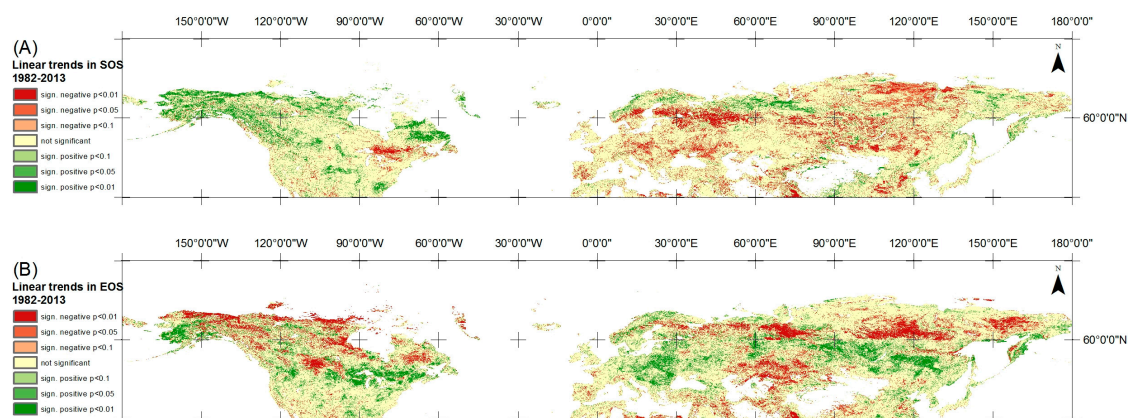 (A)
Linear trends in SOS
1982-2013
sign. negative p<0.01
sign. negative p<0.05
sign. negative p<0.1
not significant
sign. positive p<0.1
sign. positive p<0.05
sign. positive p<0.01
150°0'0"W 120°0'0"W 90°0'0"W 60°0'0"W 30°0'0"W 0°0'0" 30°0'0"E 60°0'0"E 90°0'0"E 120°0'0"E 150°0'0"E 180°0'0"
N
60°0'0"N
(B)
Linear trends in EOS
1982-2013
sign. negative p<0.01
sign. negative p<0.05
sign. negative p<0.1
not significant
sign. positive p<0.1
sign. positive p<0.05
sign. positive p<0.01
150°0'0"W 120°0'0"W 90°0'0"W 60°0'0"W 30°0'0"W 0°0'0" 30°0'0"E 60°0'0"E 90°0'0"E 120°0'0"E 150°0'0"E 180°0'0"
N
60°0'0"N